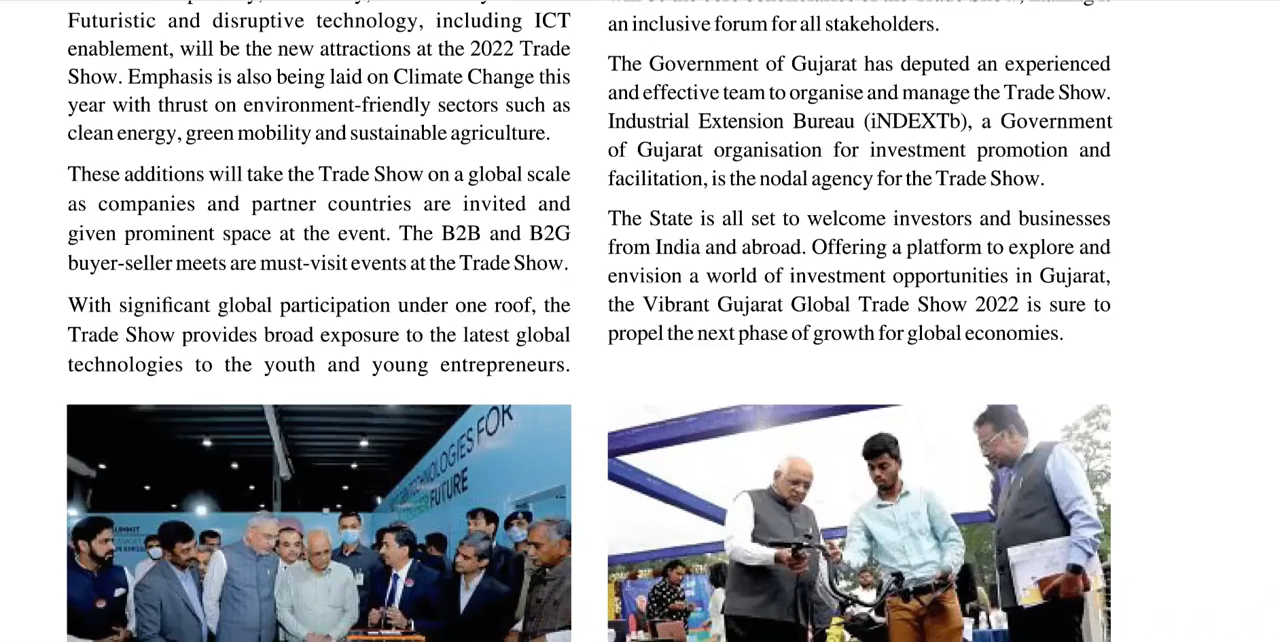 Futuristic and disruptive technology, including ICT
enablement, will be the new attractions at the 2022 Trade
Show. Emphasis is also being laid on Climate Change this
year with thrust on environment-friendly sectors such as
clean energy, green mobility and sustainable agriculture.
These additions will take the Trade Show on a global scale
as companies and partner countries are invited and
given prominent space at the event. The B2B and B2G
buyer-seller meets are must-visit events at the Trade Show.
With significant global participation under one roof, the
Trade Show provides broad exposure to the latest global
technologies to the youth and young entrepreneurs.
an inclusive forum for all stakeholders.
The Government of Gujarat has deputed an experienced
and effective team to organise and manage the Trade Show.
Industrial Extension Bureau (iNDEXTb), a Government
of Gujarat organisation for investment promotion and
facilitation, is the nodal agency for the Trade Show.
The State is all set to welcome investors and businesses
from India and abroad. Offering a platform to explore and
envision a world of investment opportunities in Gujarat,
the Vibrant Gujarat Global Trade Show 2022 is sure to
propel the next phase of growth for global economies.
TECHNOLOGIES FOR
FUTURE
SUMMIT